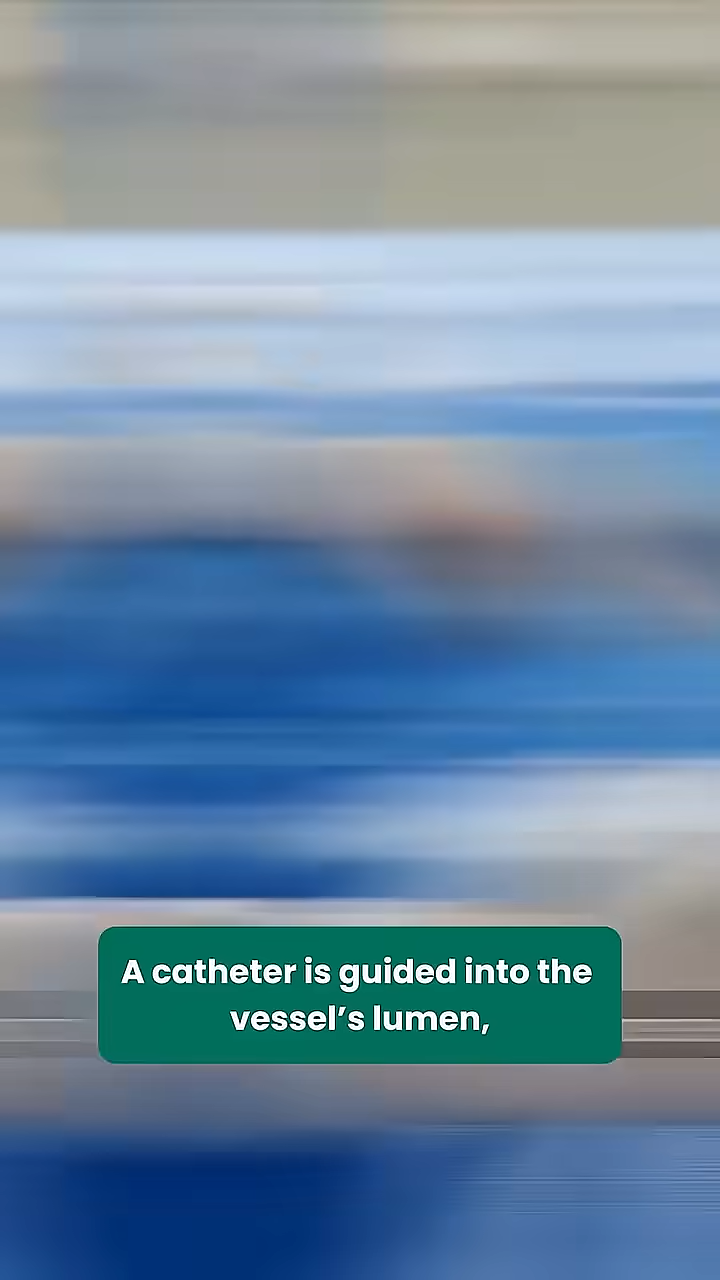 A catheter is guided into the
vessel’s lumen,